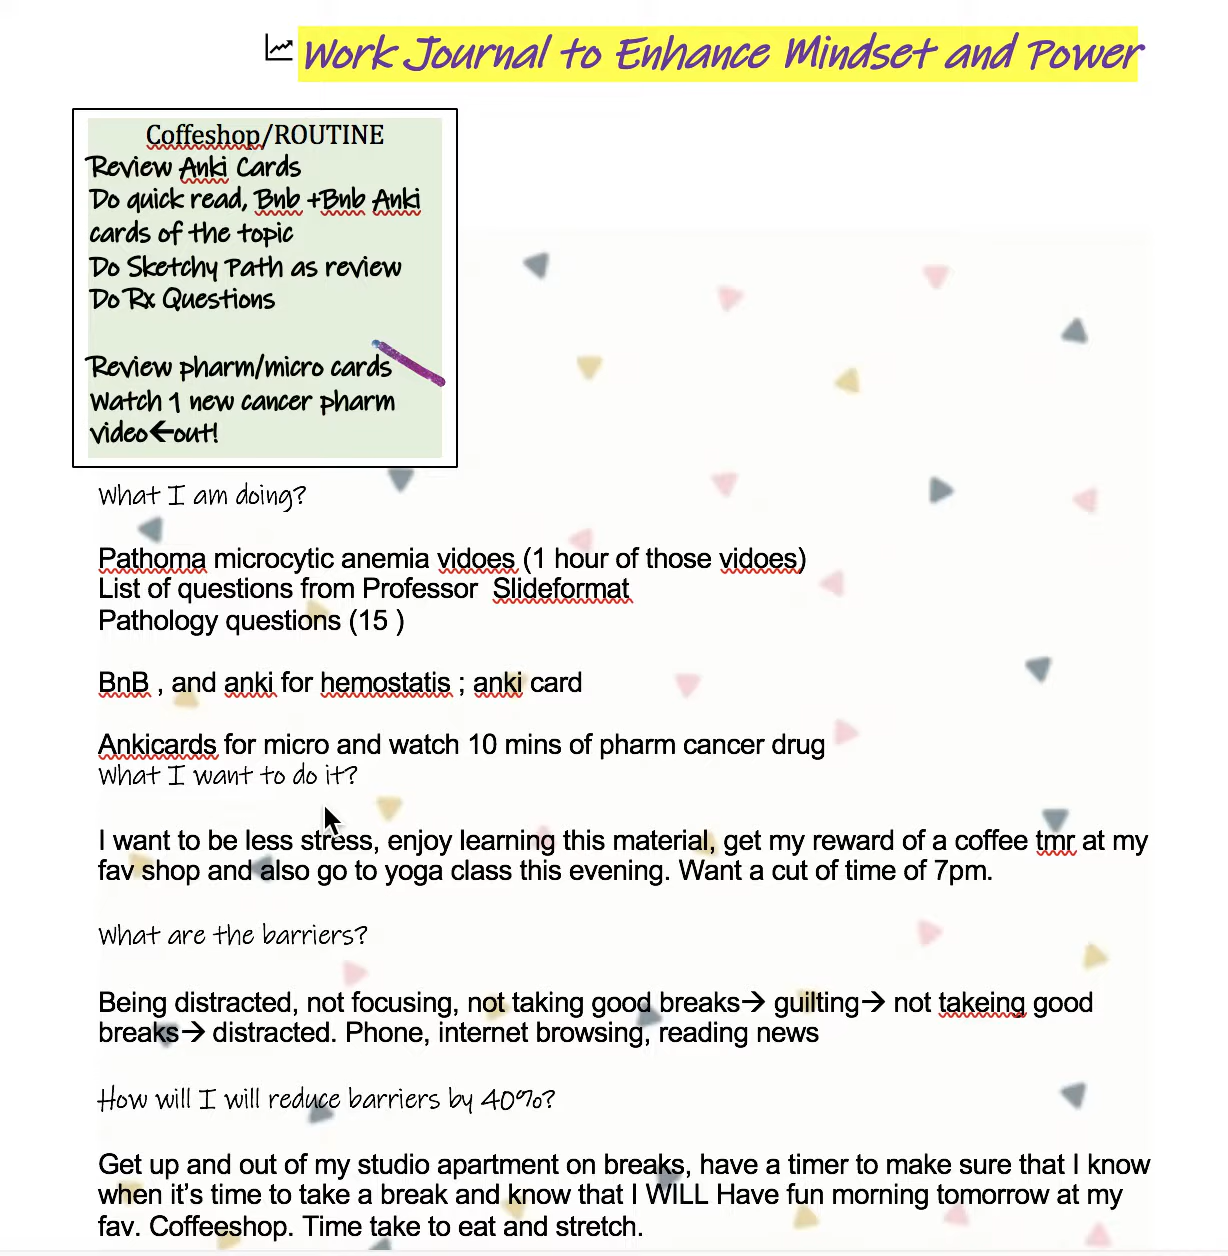 Work Journal to Enhance Mindset and Power
Coffeshop/ROUTINE
Review Anki Cards
Do quick read, Bnb +Bnb Anki
cards of the topic
Do Sketchy Path as review
Do Rx Questions
Review pharm/micro cards
Watch 1 new cancer pharm
video←out!
What I am doing?
Pathoma microcytic anemia vidoes (1 hour of those vidoes)
List of questions from Professor  Slideformat
Pathology questions (15 )
BnB , and anki for hemostatis ; anki card
Ankicards for micro and watch 10 mins of pharm cancer drug
What I want to do it?
I want to be less stress, enjoy learning this material, get my reward of a coffee tmr at my
fav shop and also go to yoga class this evening. Want a cut of time of 7pm.
What are the barriers?
Being distracted, not focusing, not taking good breaks→ guilting→ not takeing good
breaks→ distracted. Phone, internet browsing, reading news
How will I will reduce barriers by 40%?
Get up and out of my studio apartment on breaks, have a timer to make sure that I know
when it’s time to take a break and know that I WILL Have fun morning tomorrow at my
fav. Coffeeshop. Time take to eat and stretch.